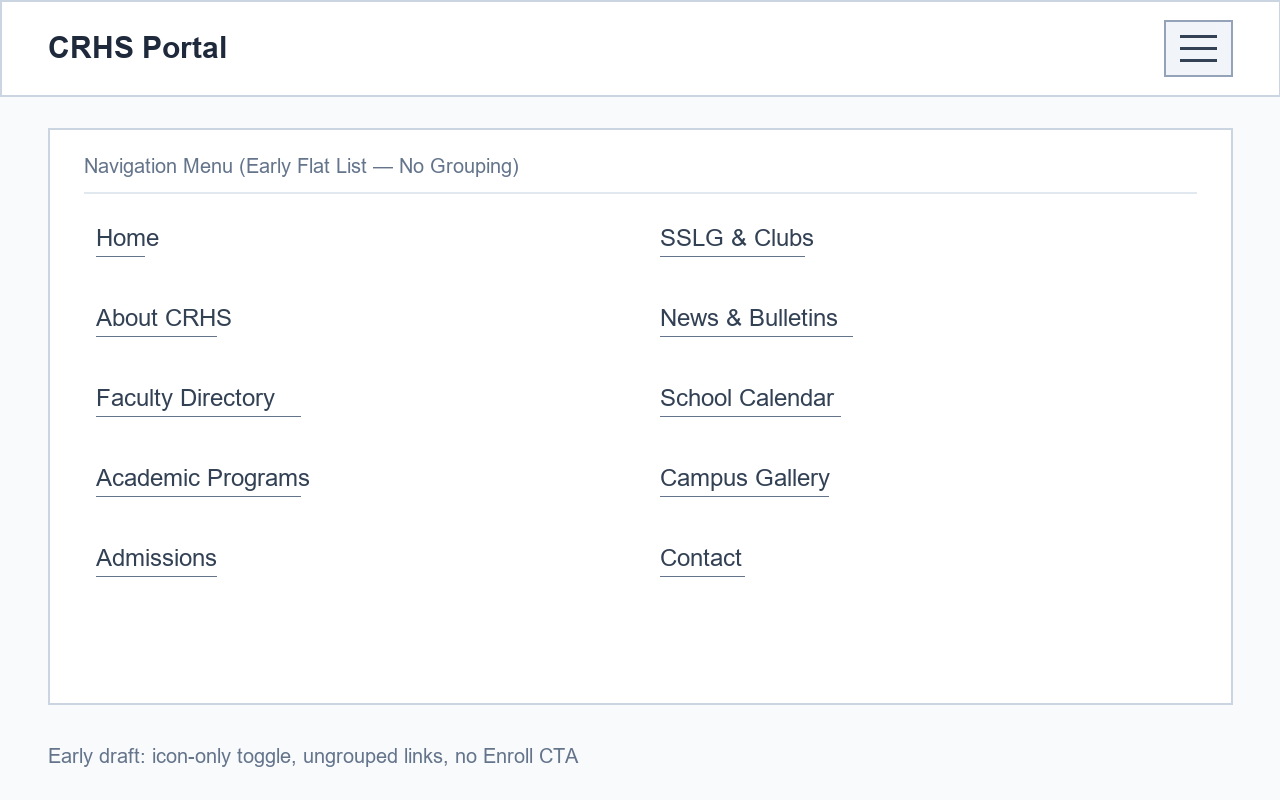 CRHS Portal
Navigation Menu (Early Flat List — No Grouping)
Home
About CRHS
Faculty Directory
Academic Programs
Admissions
SSLG & Clubs
News & Bulletins
School Calendar
Campus Gallery
Contact
Early draft: icon-only toggle, ungrouped links, no Enroll CTA